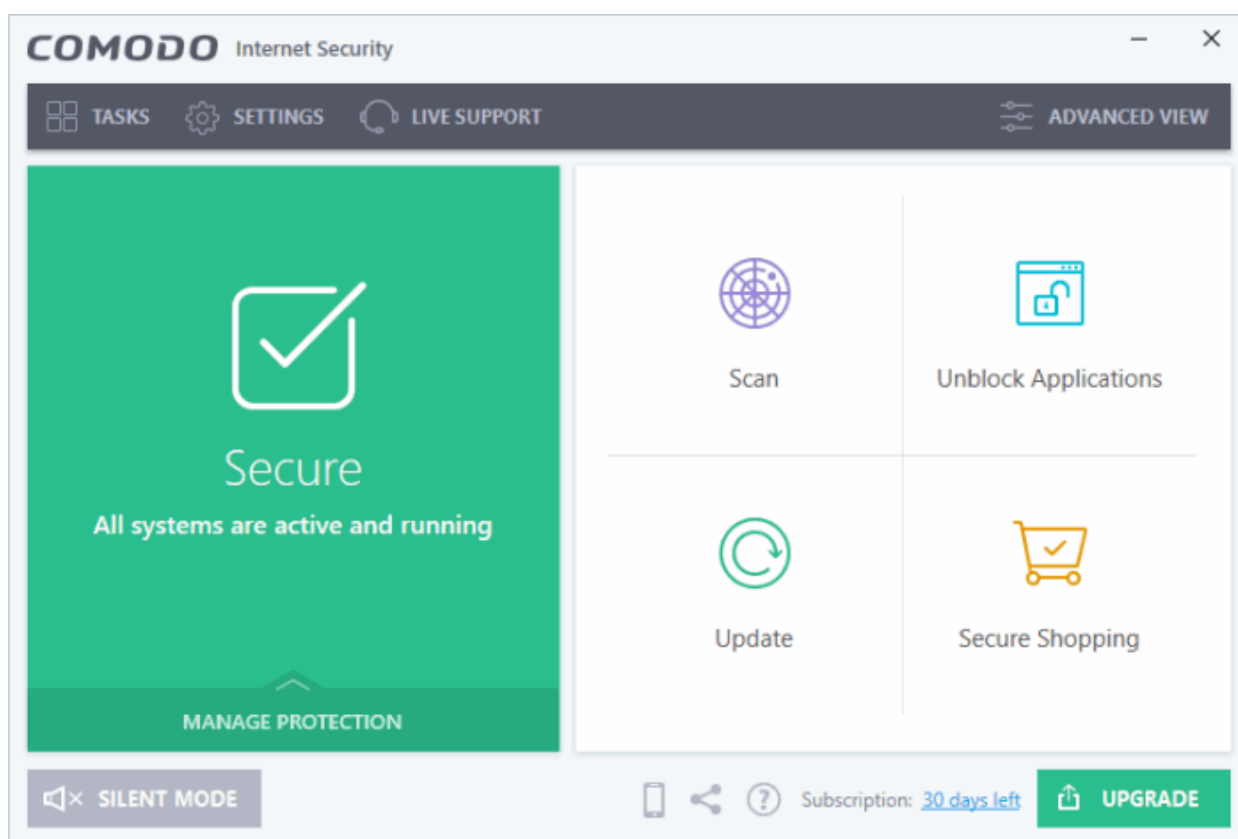 COMODO Internet Security
TASKS SETTINGS LIVE SUPPORT ADVANCED VIEW
Secure
All systems are active and running
MANAGE PROTECTION
Scan
Unblock Applications
Update
Secure Shopping
SILENT MODE
Subscription: 30 days left
UPGRADE